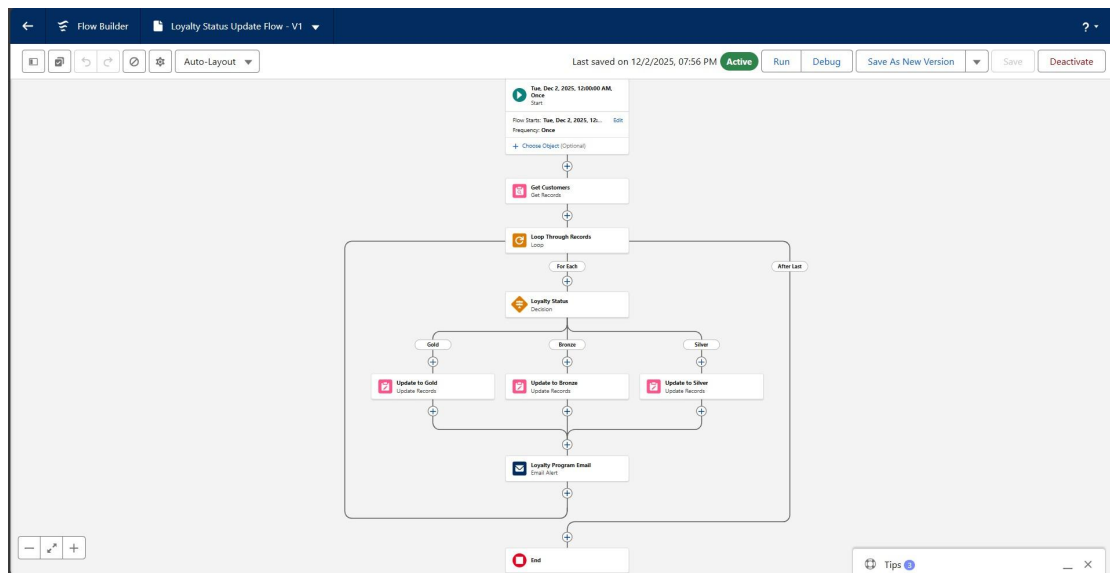 Flow Builder
Loyalty Status Update Flow - V1
?
Auto-Layout
Last saved on 12/2/2025, 07:56 PM
Active
Run
Debug
Save As New Version
Save
Deactivate
Tue, Dec 2, 2025, 12:00:00 AM,
Once
Start
Flow Starts: Tue, Dec 2, 2025, 12:... Edit
Frequency: Once
+ Choose Object (Optional)
Get Customers
Get Records
Loop Through Records
Loop
For Each
After Last
Loyalty Status
Decision
Gold
Bronze
Silver
Update to Gold
Update Records
Update to Bronze
Update Records
Update to Silver
Update Records
Loyalty Program Email
Email Alert
End
Tips 3